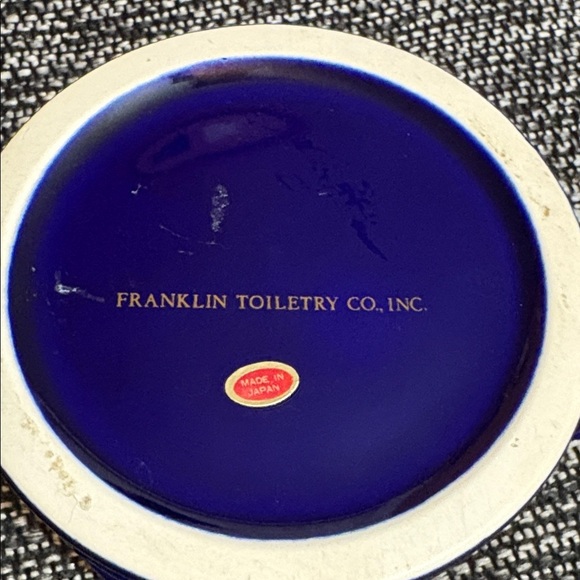 FRANKLIN TOILETRY CO., INC.
MADE IN
JAPAN